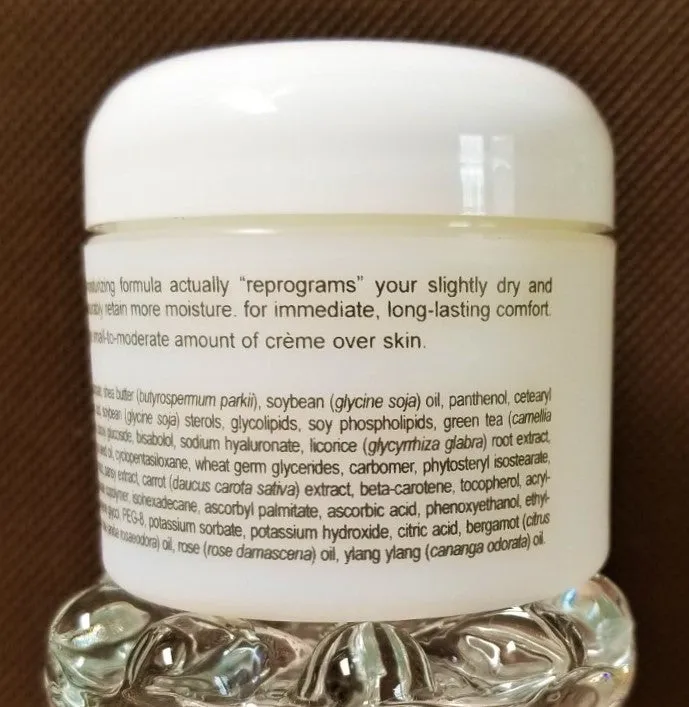 formula actually “reprograms” your slightly dry and
retain more moisture. for immediate, long-lasting comfort.
small-to-moderate amount of crème over skin.
shea butter (butyrospermum parkii), soybean (glycine soja) oil, panthenol, cetearyl
soybean (glycine soja) sterols, glycolipids, soy phospholipids, green tea (camellia
glucoside, bisabolol, sodium hyaluronate, licorice (glycyrrhiza glabra) root extract,
oil, cyclopentasiloxane, wheat germ glycerides, carbomer, phytosteryl isostearate,
pansy extract, carrot (daucus carota sativa) extract, beta-carotene, tocopherol, acryl-
isohexadecane, ascorbyl palmitate, ascorbic acid, phenoxyethanol, ethyl-
glycol, PEG-8, potassium sorbate, potassium hydroxide, citric acid, bergamot (citrus
rosaeodora) oil, rose (rose damascena) oil, ylang ylang (cananga odorata) oil.